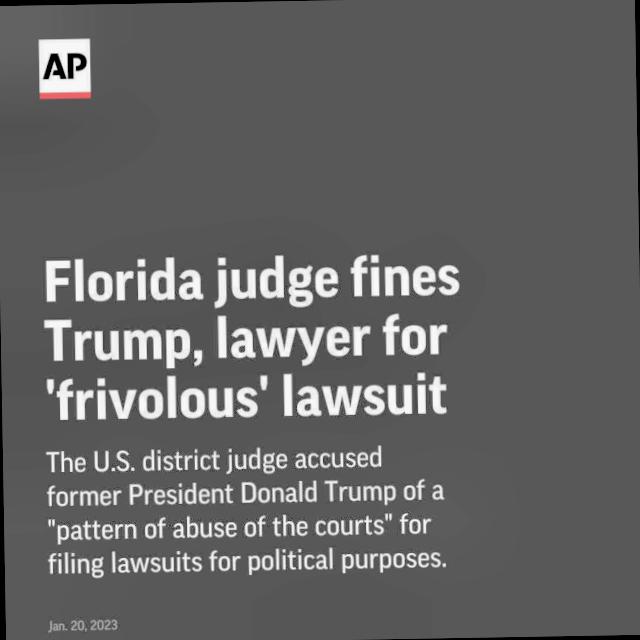 AP
Florida judge fines
Trump, lawyer for
'frivolous' lawsuit
The U.S. district judge accused
former President Donald Trump of a
"pattern of abuse of the courts" for
filing lawsuits for political purposes.
Jan. 20, 2023